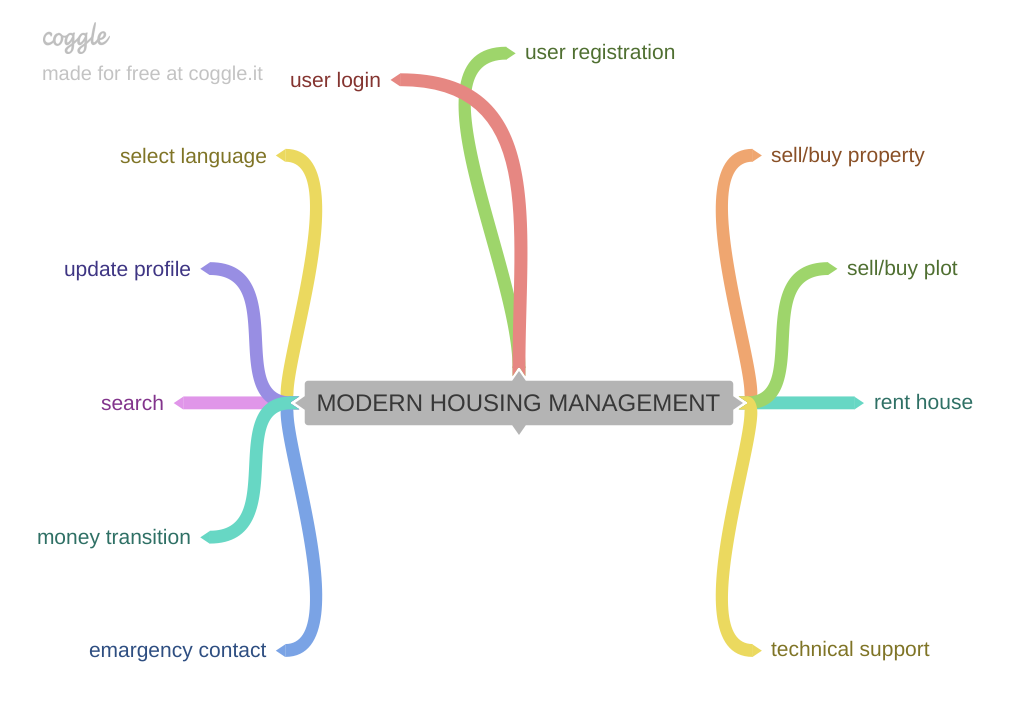 coggle
made for free at coggle.it
user registration
user login
select language
sell/buy property
update profile
sell/buy plot
search
MODERN HOUSING MANAGEMENT
rent house
money transition
emargency contact
technical support